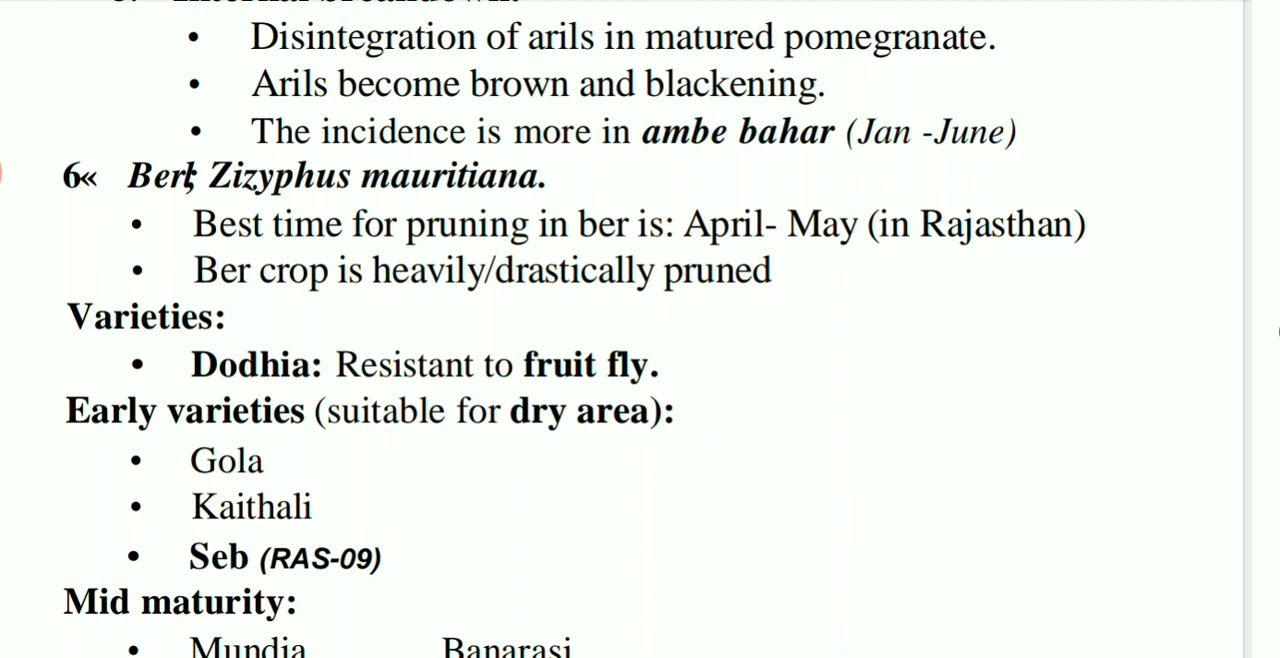 • Disintegration of arils in matured pomegranate.
• Arils become brown and blackening.
• The incidence is more in ambe bahar (Jan -June)
6« Ber; Zizyphus mauritiana.
• Best time for pruning in ber is: April- May (in Rajasthan)
• Ber crop is heavily/drastically pruned
Varieties:
• Dodhia: Resistant to fruit fly.
Early varieties (suitable for dry area):
• Gola
• Kaithali
• Seb (RAS-09)
Mid maturity:
• Mundia Banarasi